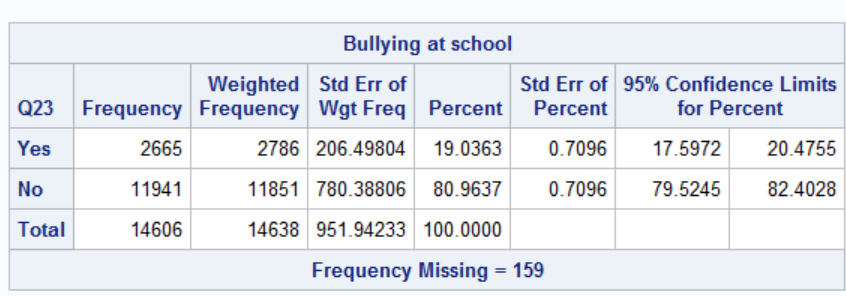 Bullying at school
Q23 Frequency Weighted Frequency Std Err of Wgt Freq Percent Std Err of Percent 95% Confidence Limits for Percent
Yes 2665 2786 206.49804 19.0363 0.7096 17.5972 20.4755
No 11941 11851 780.38806 80.9637 0.7096 79.5245 82.4028
Total 14606 14638 951.94233 100.0000
Frequency Missing = 159